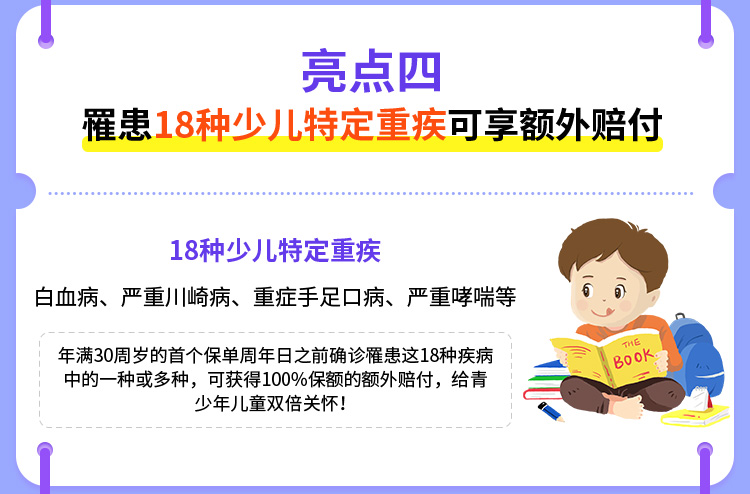 亮点四
罹患18种少儿特定重疾可享额外赔付
18种少儿特定重疾
白血病、严重川崎病、重症手足口病、严重哮喘等
年满30周岁的首个保单周年日之前确诊罹患这18种疾病
中的一种或多种，可获得100%保额的额外赔付，给青
少年儿童双倍关怀！
THE
BOOK